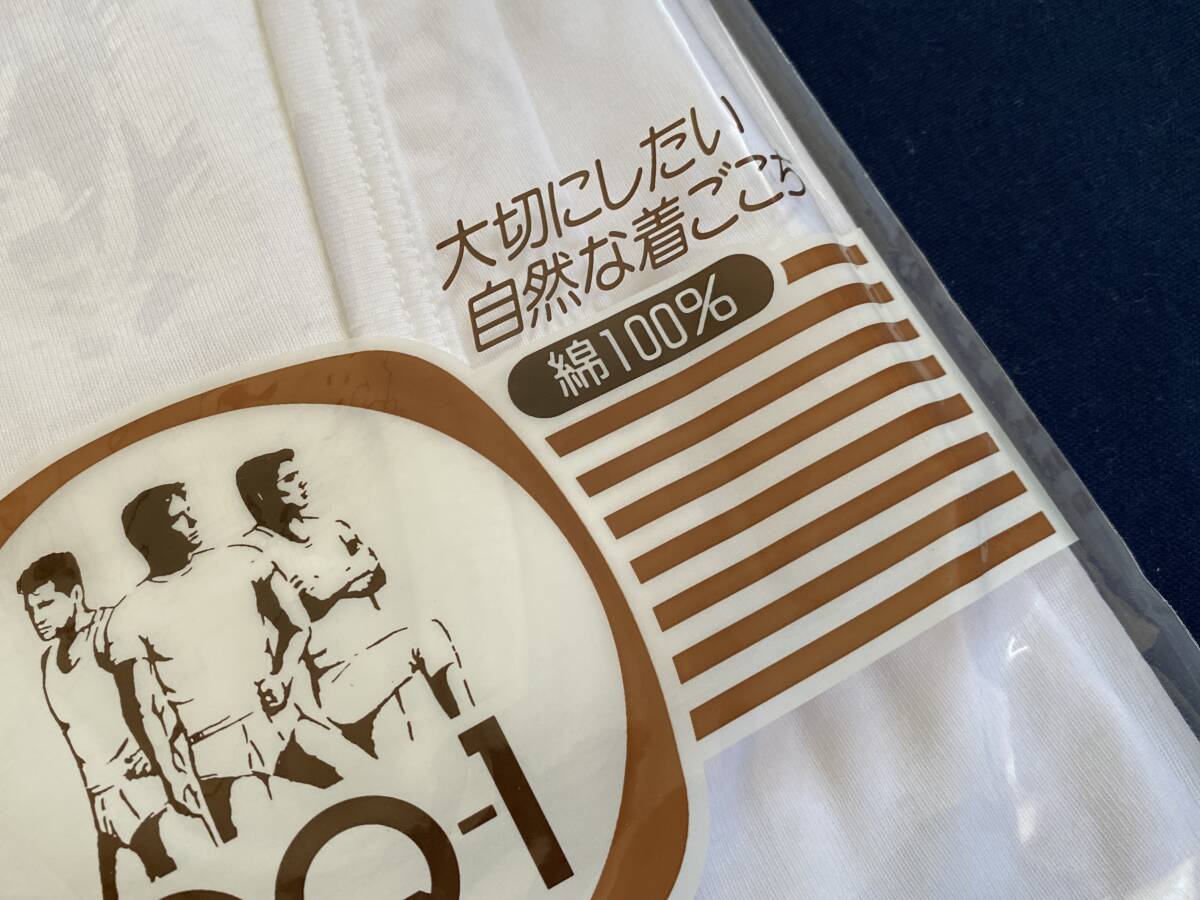 大切にしたい
自然な着ごこち
綿100%